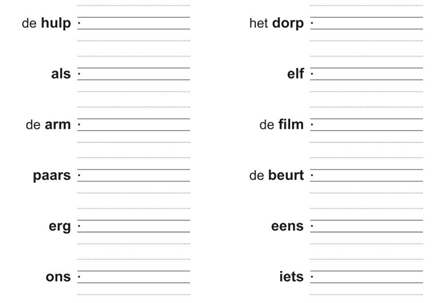 de hulp
als
de arm
paars
erg
ons
het dorp
elf
de film
de beurt
eens
iets